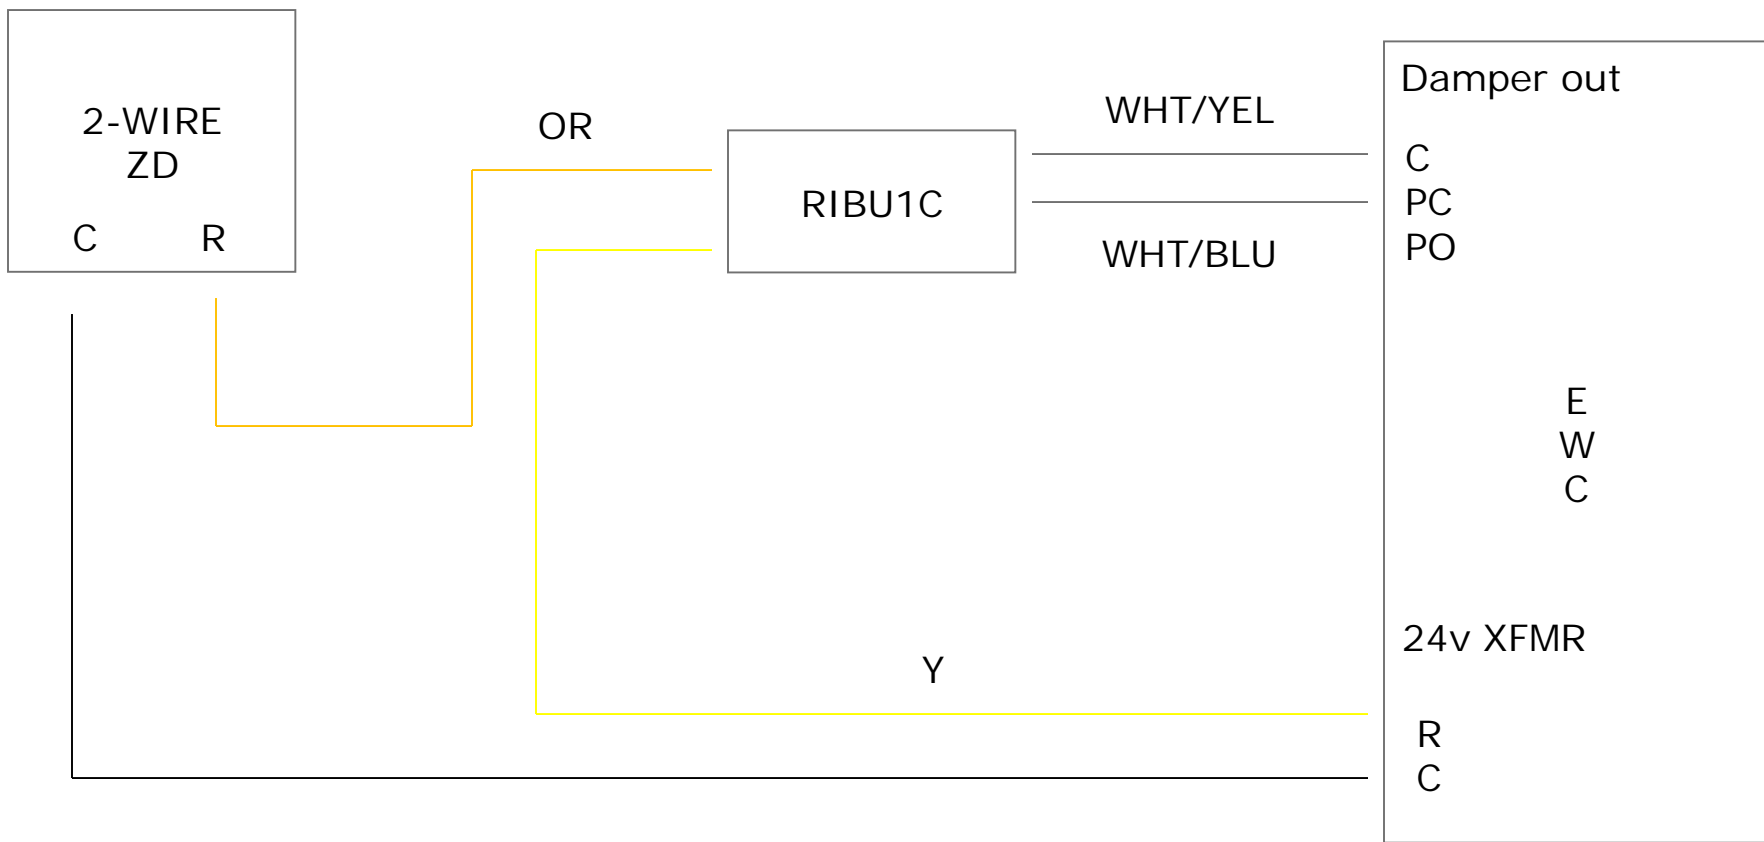 2-WIRE
ZD
C R
OR
RIBU1C
WHT/YEL
WHT/BLU
Damper out
C
PC
PO
E
W
C
24v XFMR
Y
R
C